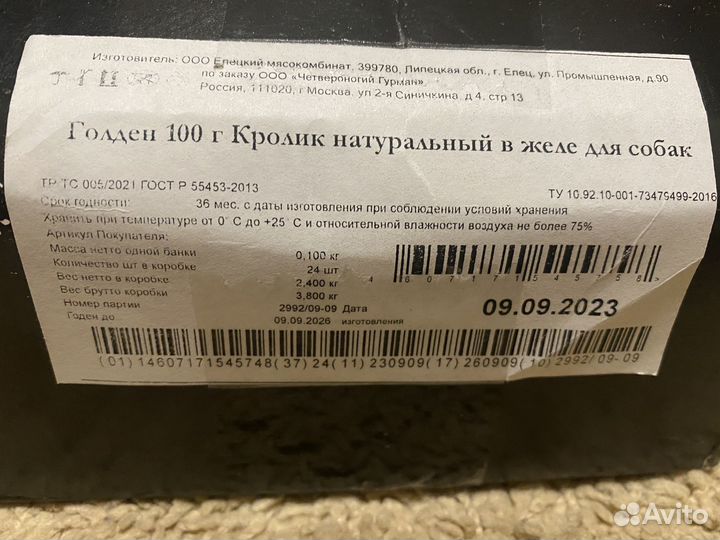 Изготовитель: ООО Елецкий мясокомбинат, 399780, Липецкая обл., г. Елец, ул. Промышленная, д.90
по заказу ООО «Четвероногий Гурман»,
Россия, 111020, г Москва, ул 2-я Синичкина, д 4, стр 13
Голден 100 г Кролик натуральный в желе для собак
ТР ТС 005/2021 ГОСТ Р 55453-2013
ТУ 10.92.10-001-73479499-2016
Срок годности: 36 мес. с даты изготовления при соблюдении условий хранения
Хранить при температуре от 0° С до +25° С и относительной влажности воздуха не более 75%
Артикул Покупателя:
Масса нетто одной банки 0,100 кг
Количество шт в коробке 24 шт
Вес нетто в коробке 2,400 кг
Вес брутто коробки 3,800 кг
Номер партии 2992/09-09 Дата
Годен до 09.09.2026 изготовления
4 607171 545758 >
09.09.2023
(01)14607171545748(37)24(11)230909(17)260909(10)2992/09-09
Avito